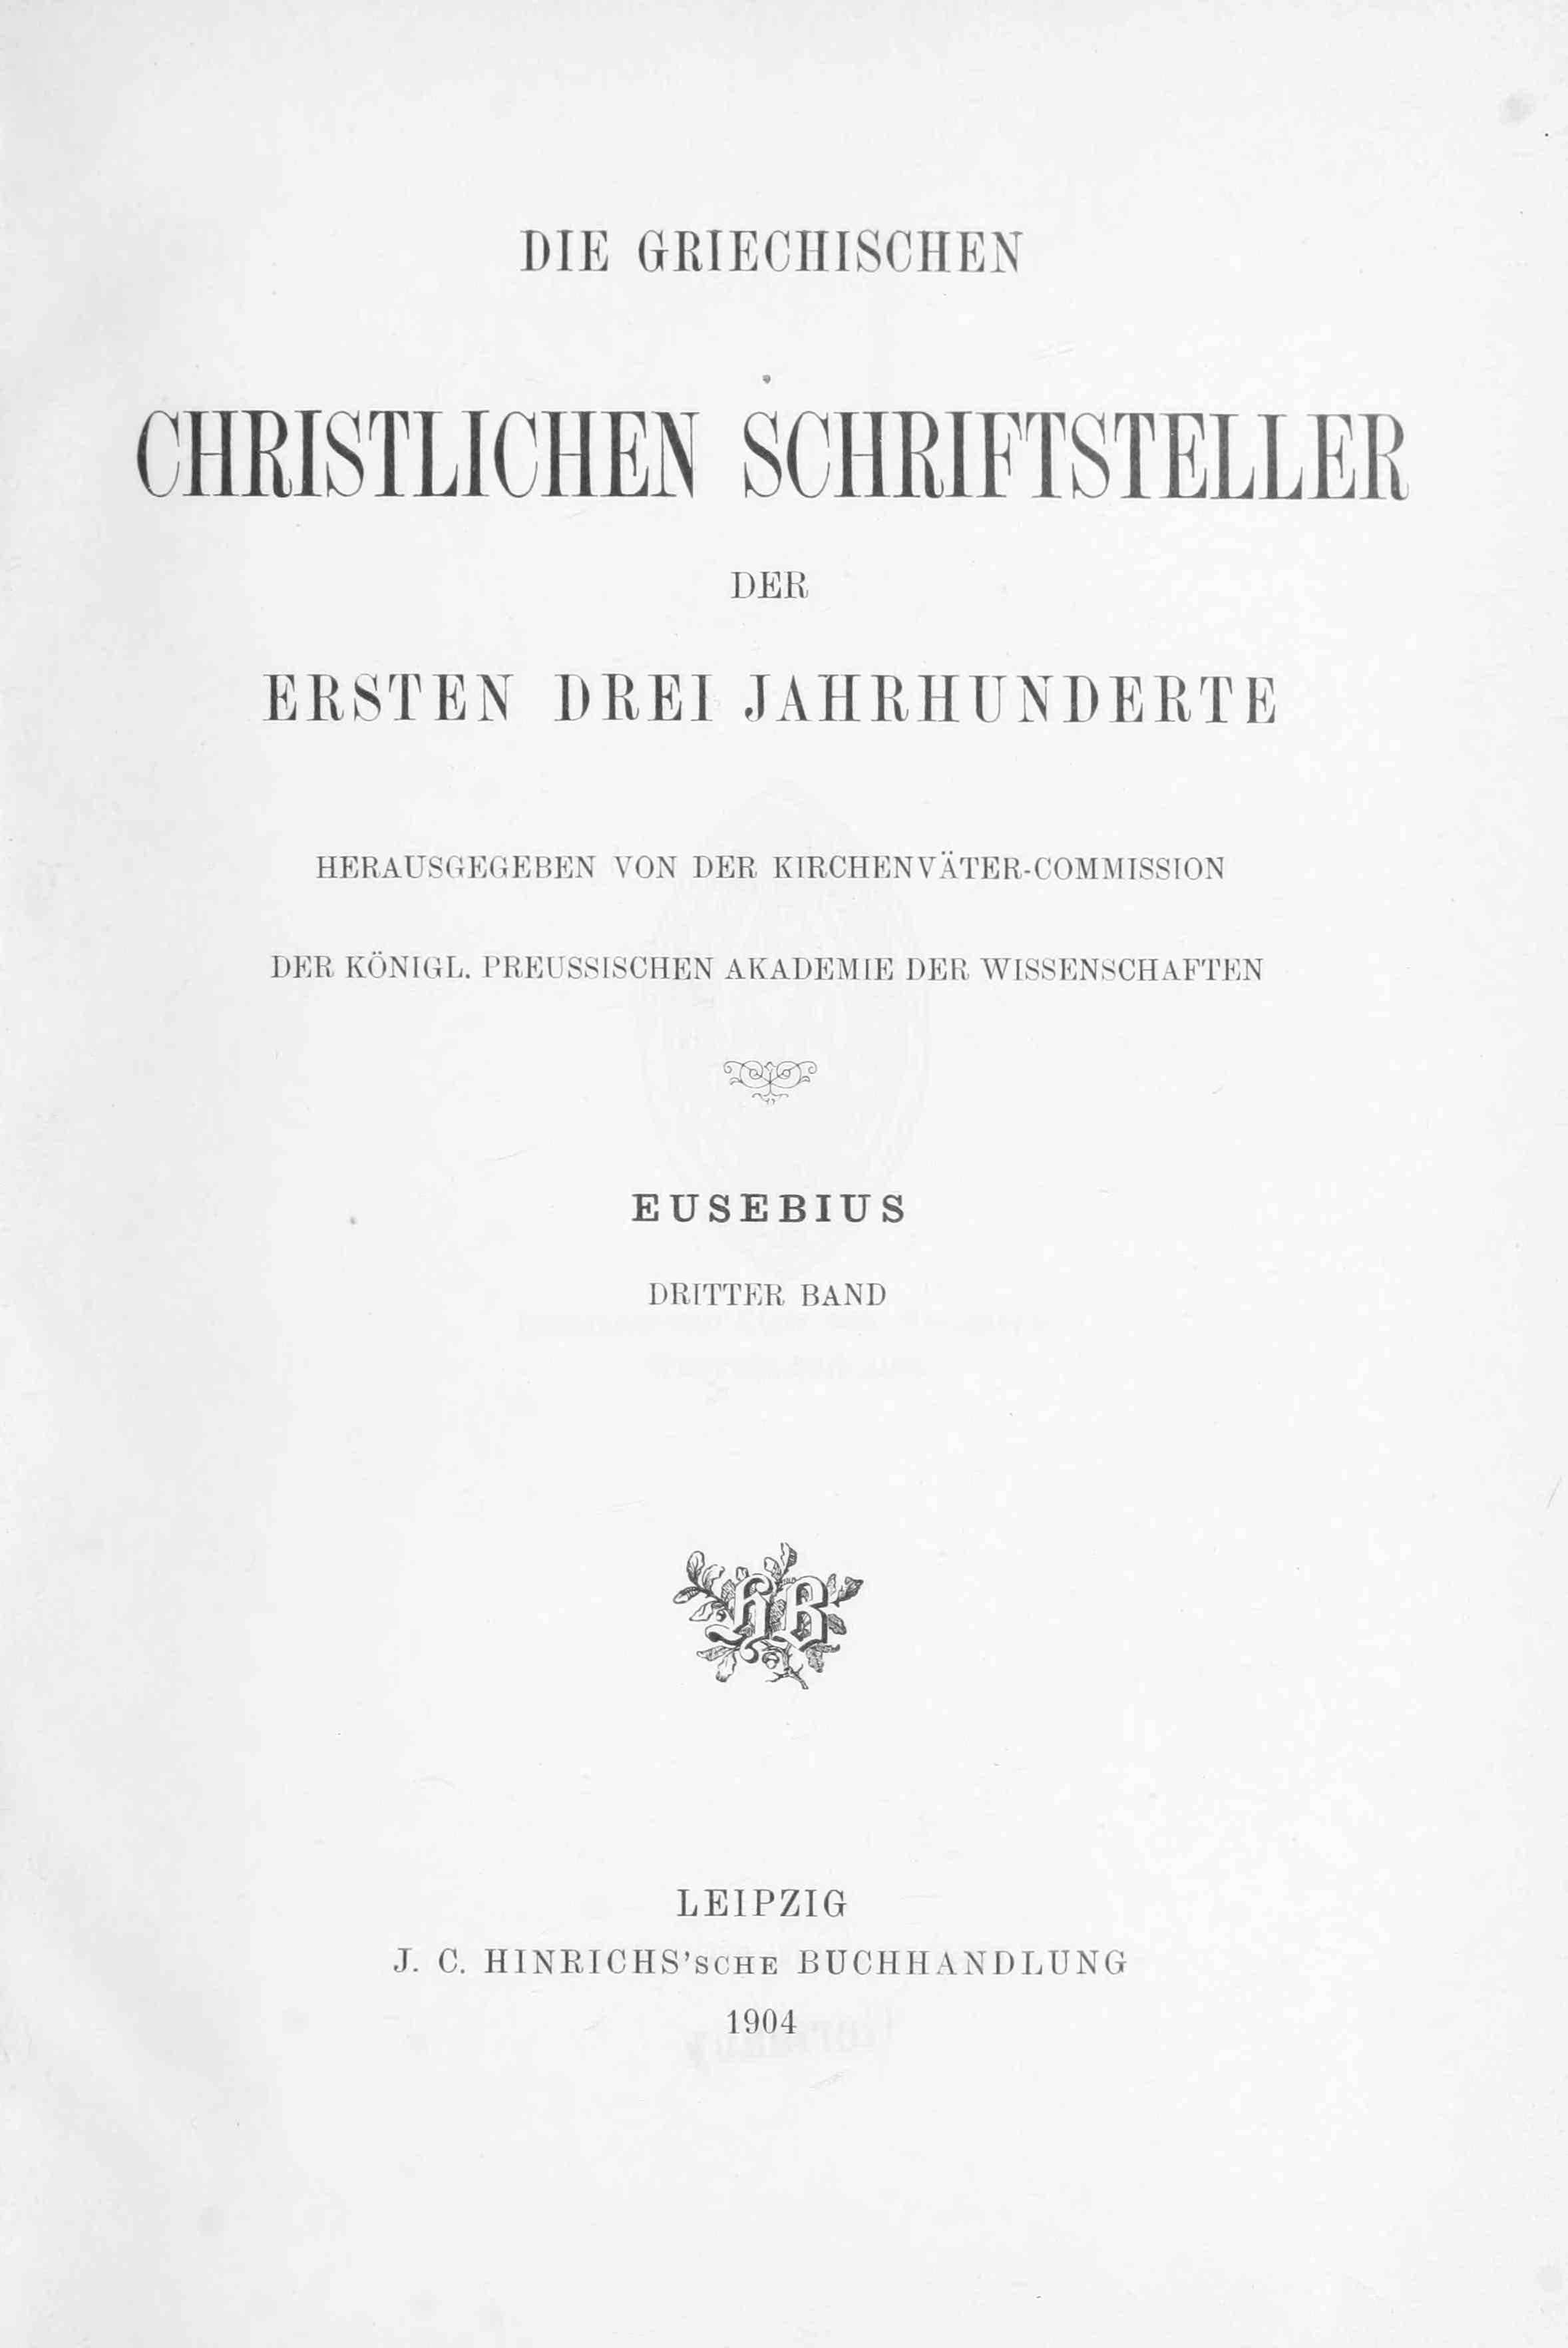 DIE GRIECHISCHEN
CHRISTLICHEN SCHRIFTSTELLER
DER
ERSTEN DREI JAHRHUNDERTE
HERAUSGEGEBEN VON DER KIRCHENVÄTER-COMMISSION
DER KÖNIGL. PREUSSISCHEN AKADEMIE DER WISSENSCHAFTEN
EUSEBIUS
DRITTER BAND
HB
LEIPZIG
J. C. HINRICHS'SCHE BUCHHANDLUNG
1904